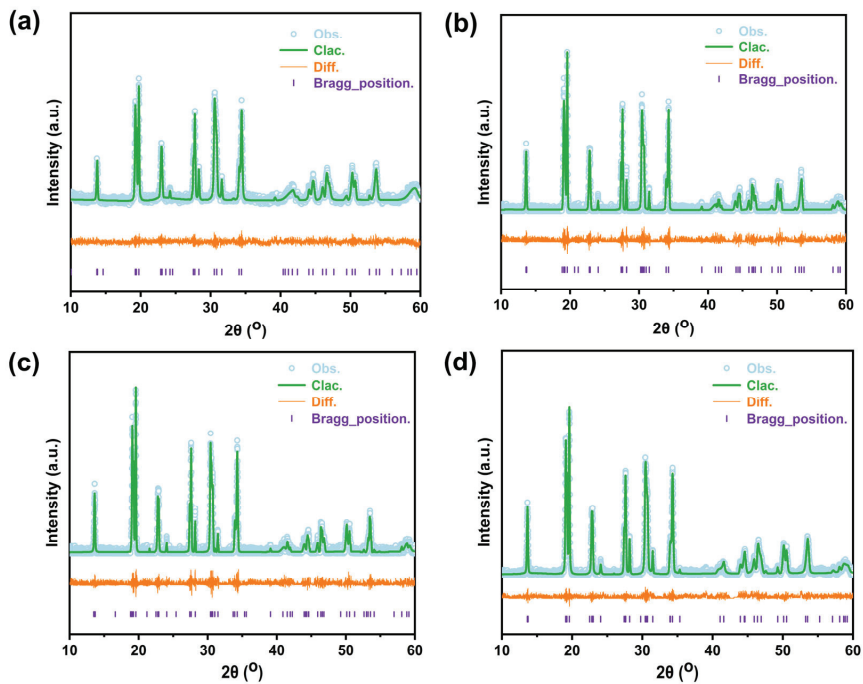 (a)
Intensity (a.u.)
Obs.
Clac.
Diff.
Bragg_position.
10 20 30 40 50 60
2θ (°)
(b)
Intensity (a.u.)
Obs.
Clac.
Diff.
Bragg_position.
10 20 30 40 50 60
2θ (°)
(c)
Intensity (a.u.)
Obs.
Clac.
Diff.
Bragg_position.
10 20 30 40 50 60
2θ (°)
(d)
Intensity (a.u.)
Obs.
Clac.
Diff.
Bragg_position.
10 20 30 40 50 60
2θ (°)